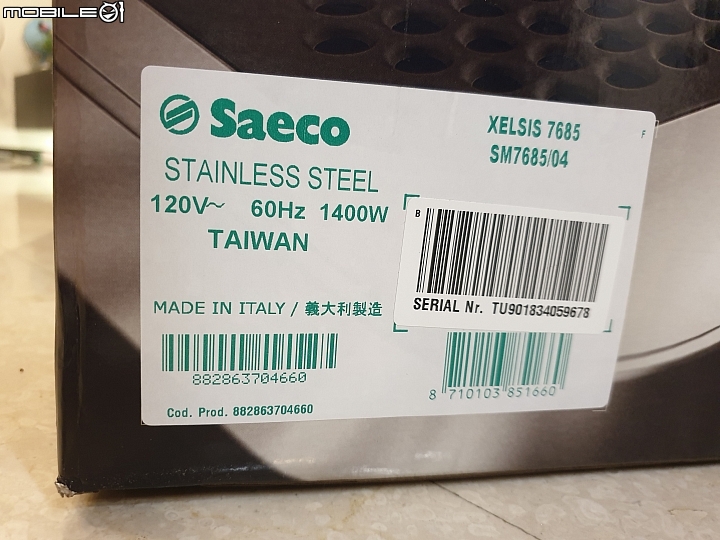 MOBILE01
Saeco
XELSIS 7685
SM7685/04
F
STAINLESS STEEL
120V~ 60Hz 1400W
TAIWAN
B
SERIAL Nr. TU901834059678
MADE IN ITALY / 義大利製造
882863704660
8 710103 851660
Cod. Prod. 882863704660